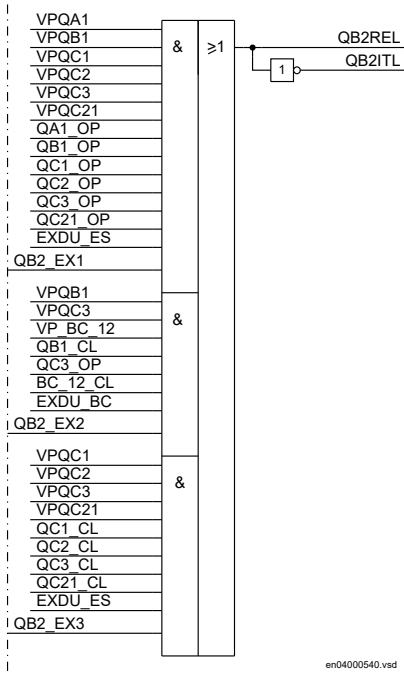 VPQA1
VPQB1
VPQC1
VPQC2
VPQC3
VPQC21
QA1_OP
QB1_OP
QC1_OP
QC2_OP
QC3_OP
QC21_OP
EXDU_ES
QB2_EX1
&
≥1
QB2REL
QB2ITL
1
VPQB1
VPQC3
VP_BC_12
QB1_CL
QC3_OP
BC_12_CL
EXDU_BC
QB2_EX2
&
VPQC1
VPQC2
VPQC3
VPQC21
QC1_CL
QC2_CL
QC3_CL
QC21_CL
EXDU_ES
QB2_EX3
&
en04000540.vsd